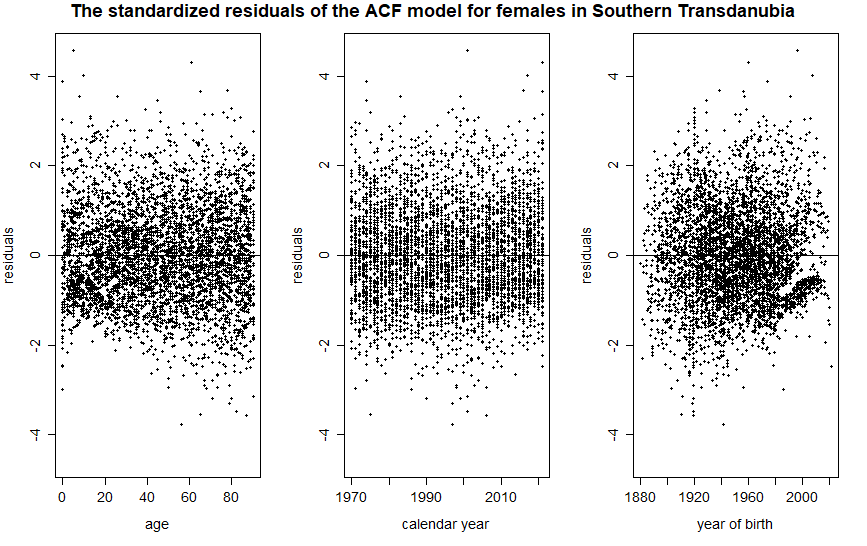 The standardized residuals of the ACF model for females in Southern Transdanubia
residuals
4
2
0
-2
-4
0 20 40 60 80
age
residuals
4
2
0
-2
-4
1970 1990 2010
calendar year
residuals
4
2
0
-2
-4
1880 1920 1960 2000
year of birth